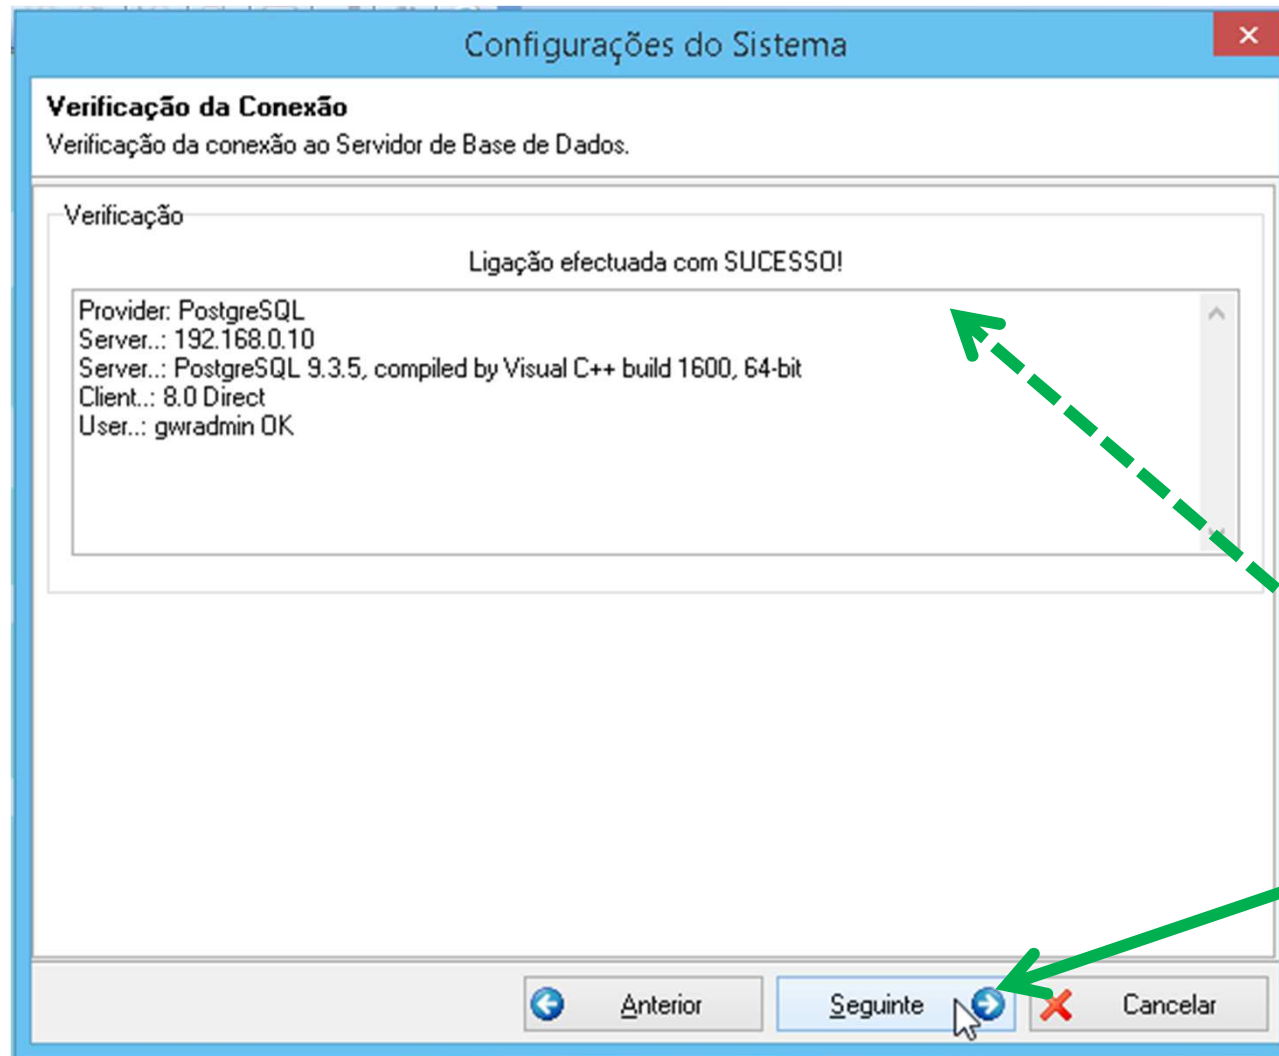 Configurações do Sistema
Verificação da Conexão
Verificação da conexão ao Servidor de Base de Dados.
Verificação
Ligação efectuada com SUCESSO!
Provider: PostgreSQL
Server..: 192.168.0.10
Server..: PostgreSQL 9.3.5, compiled by Visual C++ build 1600, 64-bit
Client..: 8.0 Direct
User..: gwradmin OK
Anterior
Seguinte
Cancelar